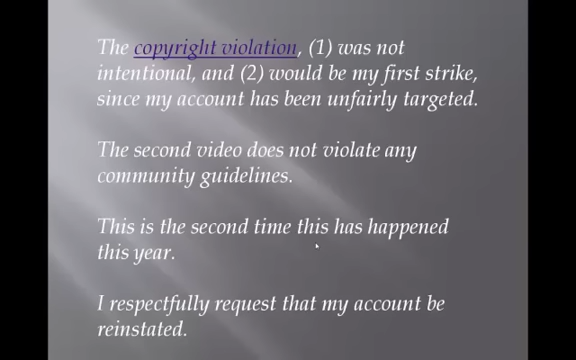 The copyright violation, (1) was not
intentional, and (2) would be my first strike,
since my account has been unfairly targeted.
The second video does not violate any
community guidelines.
This is the second time this has happened
this year.
I respectfully request that my account be
reinstated.